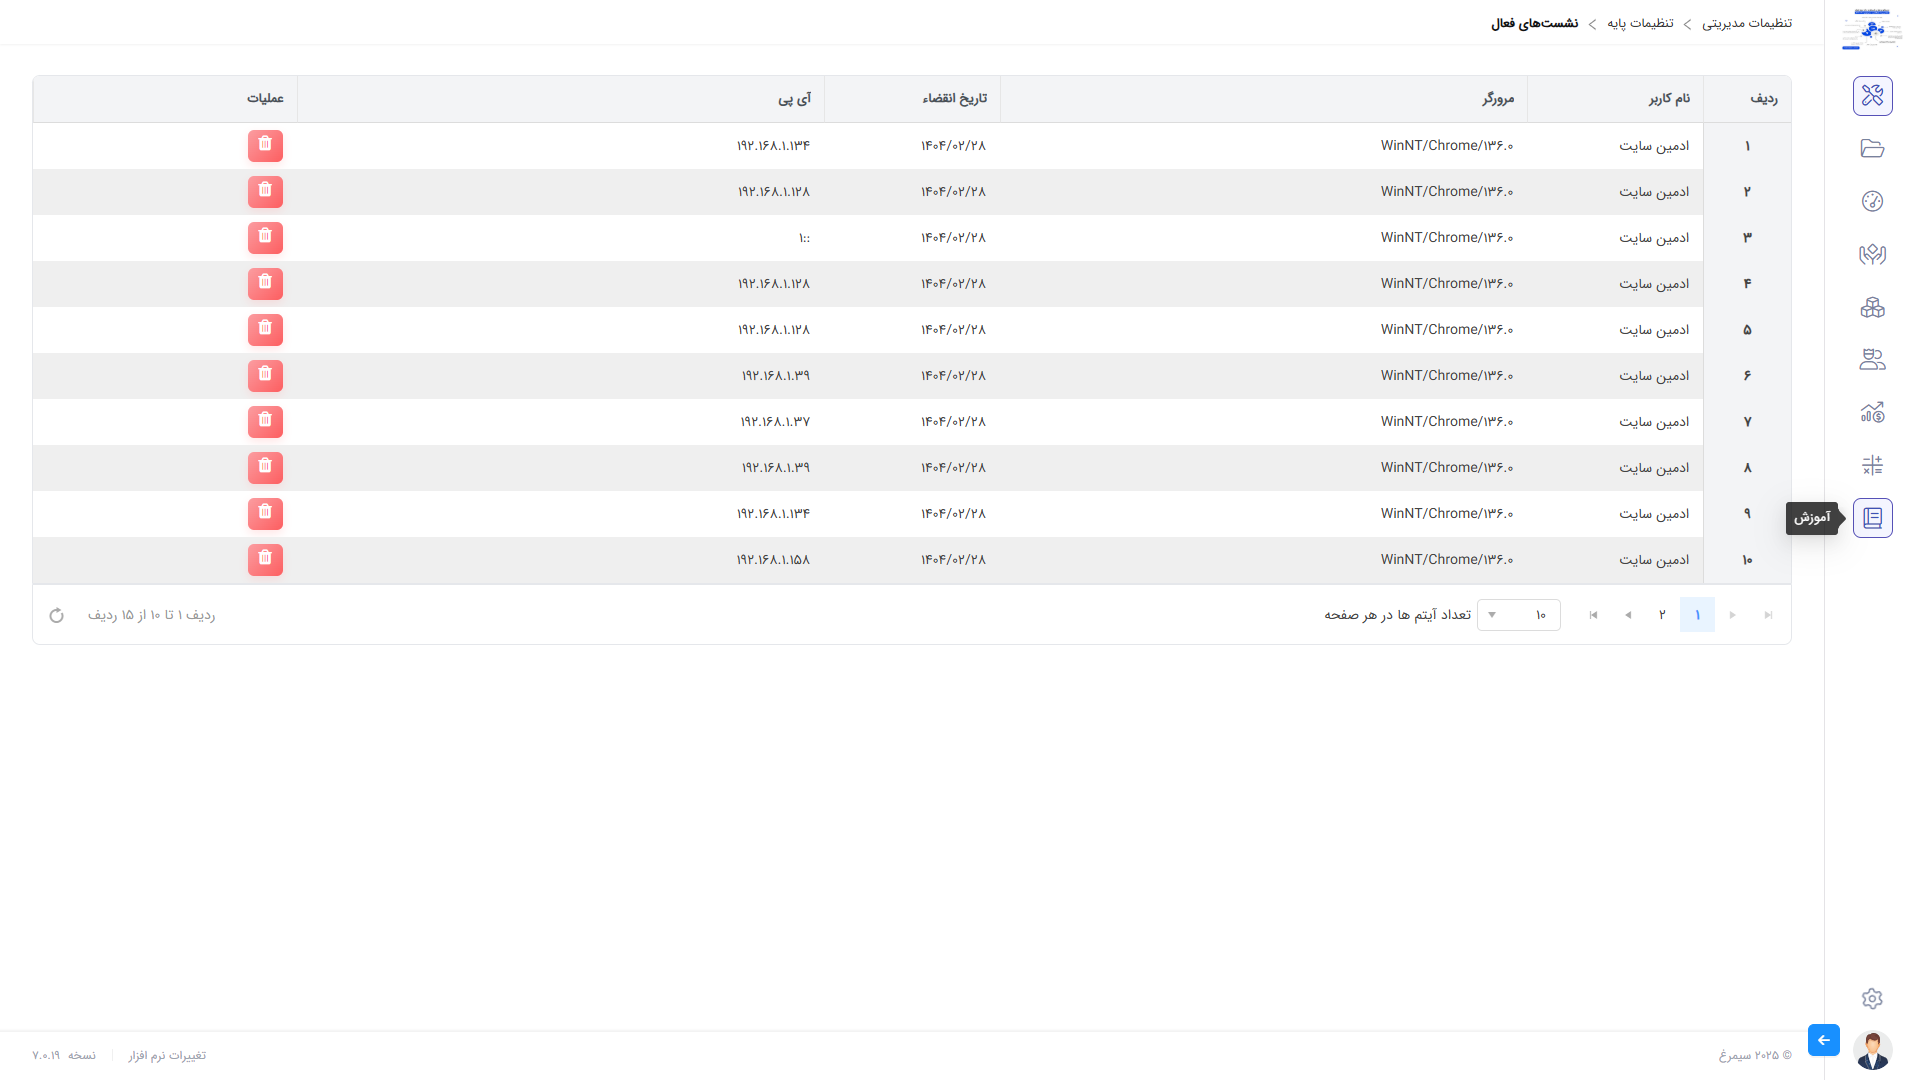 تنظیمات مدیریتی > تنظیمات پایه > نشست‌های فعال
ردیف نام کاربر مرورگر تاریخ انقضاء آی پی عملیات
۱ ادمین سایت WinNT/Chrome/۱۳۶.۰ ۱۴۰۴/۰۲/۲۸ ۱۹۲.۱۶۸.۱.۱۳۴
۲ ادمین سایت WinNT/Chrome/۱۳۶.۰ ۱۴۰۴/۰۲/۲۸ ۱۹۲.۱۶۸.۱.۱۲۸
۳ ادمین سایت WinNT/Chrome/۱۳۶.۰ ۱۴۰۴/۰۲/۲۸ ::۱
۴ ادمین سایت WinNT/Chrome/۱۳۶.۰ ۱۴۰۴/۰۲/۲۸ ۱۹۲.۱۶۸.۱.۱۲۸
۵ ادمین سایت WinNT/Chrome/۱۳۶.۰ ۱۴۰۴/۰۲/۲۸ ۱۹۲.۱۶۸.۱.۱۲۸
۶ ادمین سایت WinNT/Chrome/۱۳۶.۰ ۱۴۰۴/۰۲/۲۸ ۱۹۲.۱۶۸.۱.۳۹
۷ ادمین سایت WinNT/Chrome/۱۳۶.۰ ۱۴۰۴/۰۲/۲۸ ۱۹۲.۱۶۸.۱.۳۷
۸ ادمین سایت WinNT/Chrome/۱۳۶.۰ ۱۴۰۴/۰۲/۲۸ ۱۹۲.۱۶۸.۱.۳۹
۹ ادمین سایت WinNT/Chrome/۱۳۶.۰ ۱۴۰۴/۰۲/۲۸ ۱۹۲.۱۶۸.۱.۱۳۴
۱۰ ادمین سایت WinNT/Chrome/۱۳۶.۰ ۱۴۰۴/۰۲/۲۸ ۱۹۲.۱۶۸.۱.۱۵۸
آموزش
۱ ۲ ۱۰ تعداد آیتم ها در هر صفحه ردیف ۱ تا ۱۰ از ۱۵ ردیف
© ۲۰۲۵ سیمرغ تغییرات نرم افزار نسخه ۷.۰.۱۹